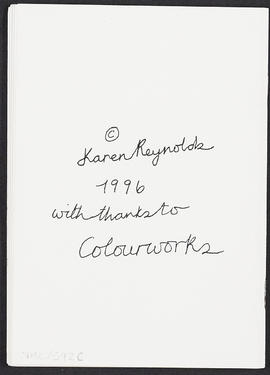 ©
Karen Reynolds
1996
with thanks to
Colourworks